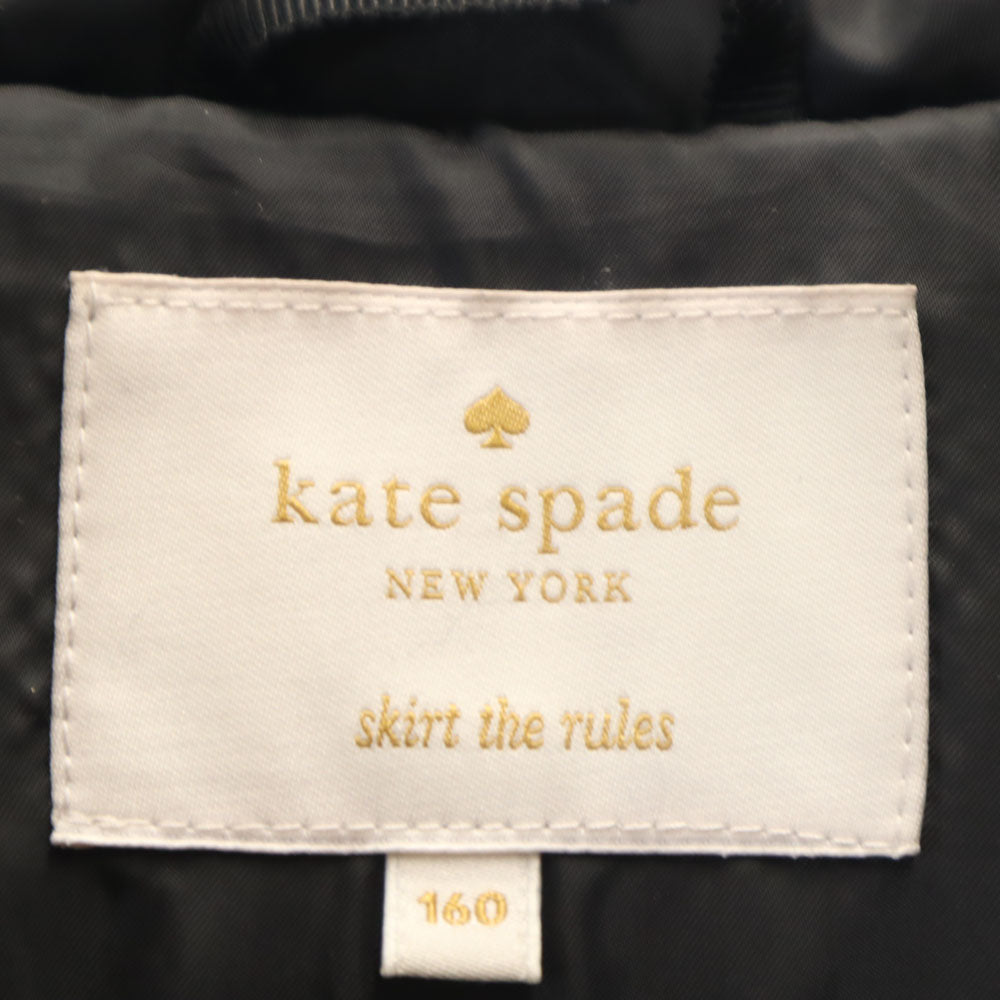 kate spade
NEW YORK
skirt the rules
160